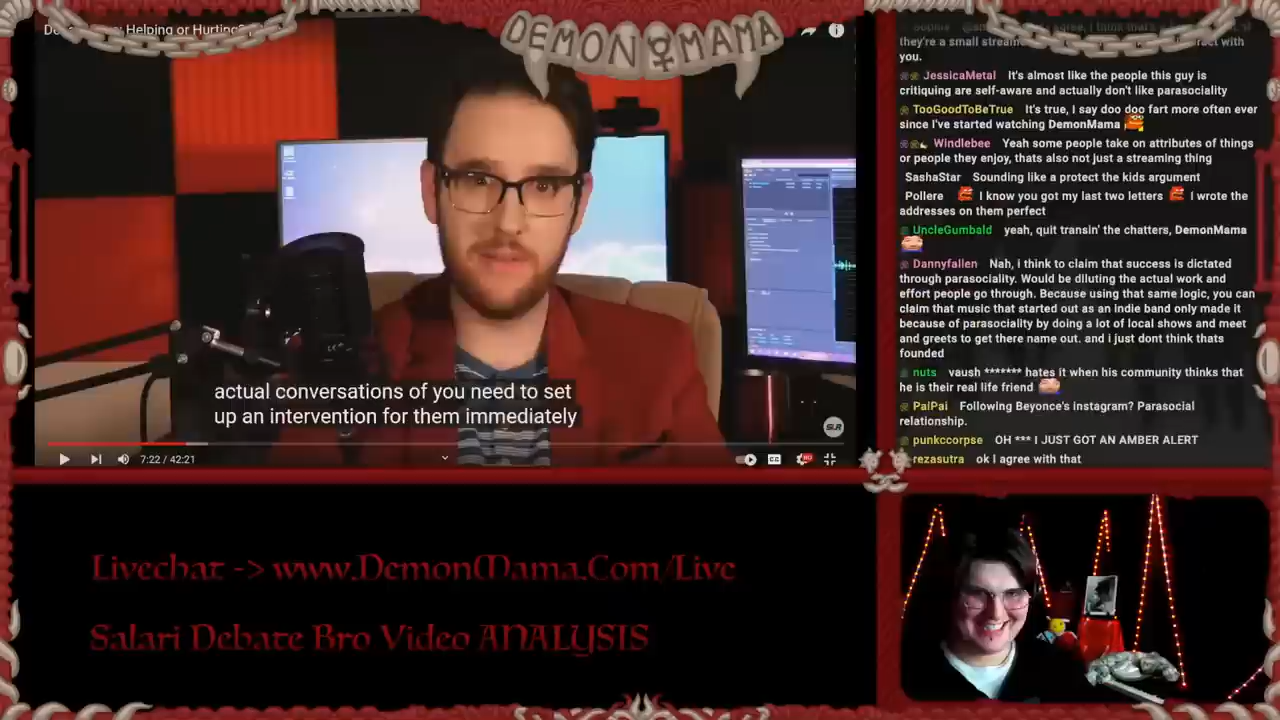 Helping or Hurting?
DEMON MAMA
actual conversations of you need to set
up an intervention for them immediately
SLR
7:22 / 42:21
CC
HD
they're a small
with
you.
JessicaMetal It's almost like the people this guy is
critiquing are self-aware and actually don't like parasociality
TooGoodToBeTrue It's true, I say doo doo fart more often ever
since I've started watching DemonMama
Windlebee Yeah some people take on attributes of things
or people they enjoy, thats also not just a streaming thing
SashaStar Sounding like a protect the kids argument
Pollere I know you got my last two letters I wrote the
addresses on them perfect
UncleGumbald yeah, quit transin' the chatters, DemonMama
Dannyfallen Nah, i think to claim that success is dictated
through parasociality. Would be diluting the actual work and
effort people go through. Because using that same logic, you can
claim that music that started out as an indie band only made it
because of parasociality by doing a lot of local shows and meet
and greets to get there name out. and i just dont think thats
founded
nuts vaush ******* hates it when his community thinks that
he is their real life friend
PalPal Following Beyonce's instagram? Parasocial
relationship.
punkccorpse OH *** I JUST GOT AN AMBER ALERT
rezasutra ok I agree with that
Livechat -> www.DemonMama.Com/Live
Salari Debate Bro Video ANALYSIS